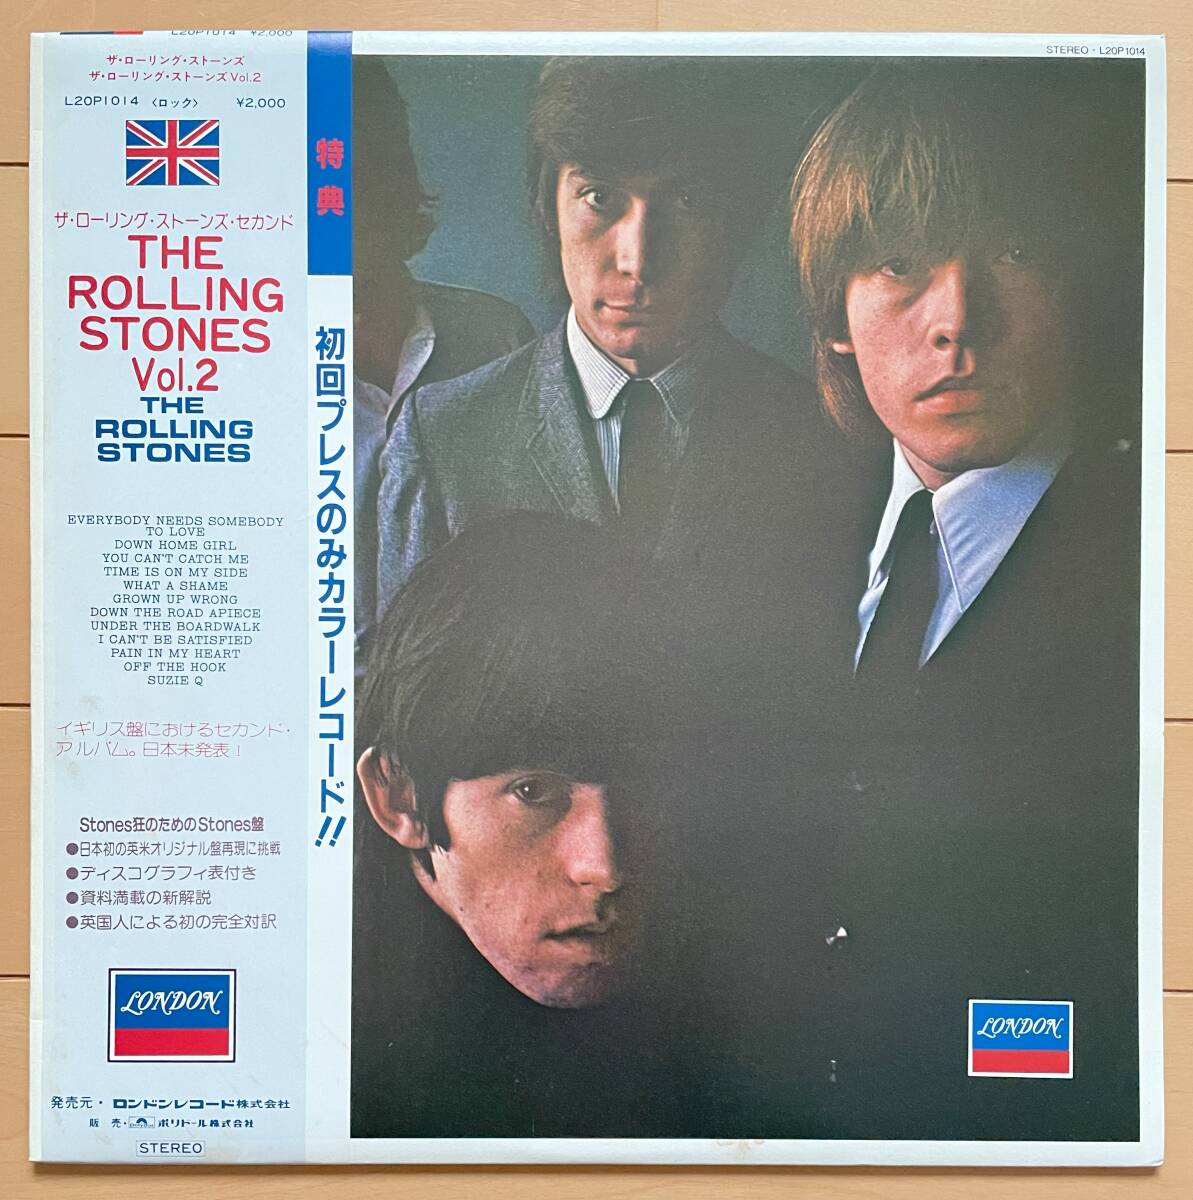 L20P1014 ¥2,000
ザ・ローリング・ストーンズ
ザ・ローリング・ストーンズ Vol.2
L20P1014 〈ロック〉 ¥2,000
ザ・ローリング・ストーンズ・セカンド
THE
ROLLING
STONES
Vol.2
THE
ROLLING
STONES
EVERYBODY NEEDS SOMEBODY
TO LOVE
DOWN HOME GIRL
YOU CAN'T CATCH ME
TIME IS ON MY SIDE
WHAT A SHAME
GROWN UP WRONG
DOWN THE ROAD APIECE
UNDER THE BOARDWALK
I CAN'T BE SATISFIED
PAIN IN MY HEART
OFF THE HOOK
SUZIE Q
イギリス盤におけるセカンド・
アルバム。日本未発表!
Stones狂のためのStones盤
●日本初の英米オリジナル盤再現に挑戦
●ディスコグラフィ表付き
●資料満載の新解説
●英国人による初の完全対訳
LONDON
発売元・ロンドンレコード株式会社
販 売・ポリドール株式会社
STEREO
特典
初回プレスのみカラーレコード!!
STEREO・L20P1014
LONDON